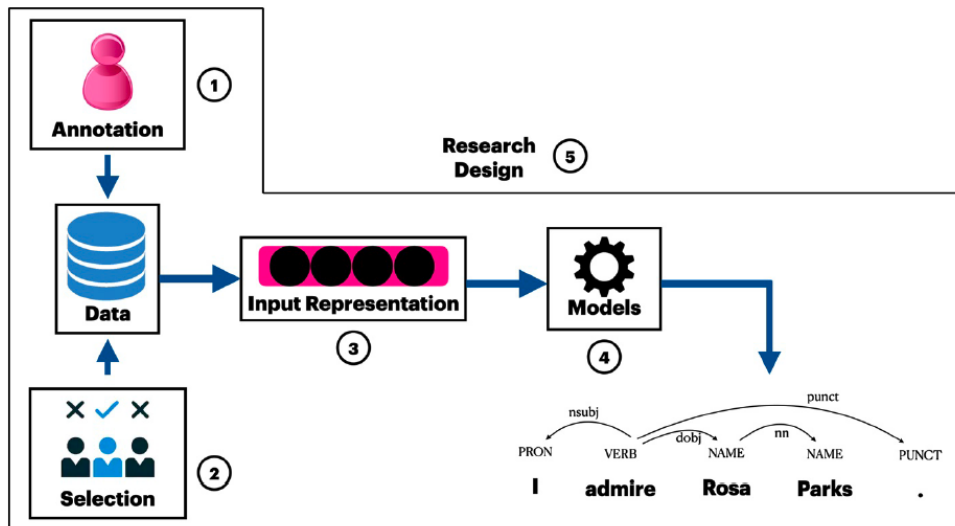 1
Annotation
Research 5
Design
Data
Input Representation
Models
3
4
2
Selection
nsubj
dobj
nn
punct
PRON VERB NAME NAME PUNCT
I admire Rosa Parks .